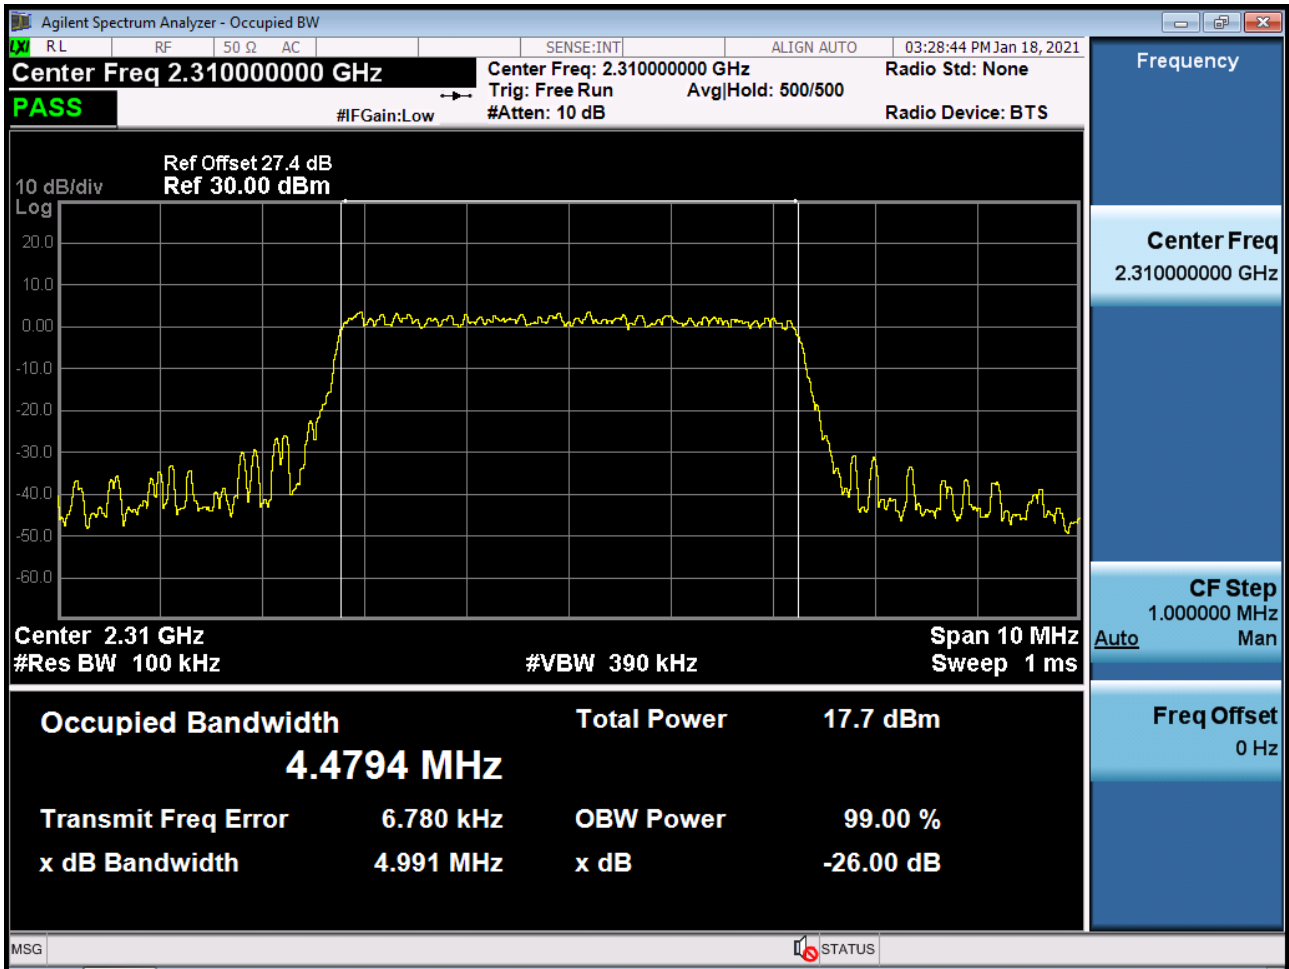 Agilent Spectrum Analyzer - Occupied BW
LXI RL RF 50 Ω AC SENSE:INT ALIGN AUTO 03:28:44 PM Jan 18, 2021
Center Freq 2.310000000 GHz
Center Freq: 2.310000000 GHz
Radio Std: None
Trig: Free Run Avg|Hold: 500/500
PASS
#IFGain:Low
#Atten: 10 dB
Radio Device: BTS
Frequency
Ref Offset 27.4 dB
10 dB/div Ref 30.00 dBm
Log
20.0
10.0
0.00
-10.0
-20.0
-30.0
-40.0
-50.0
-60.0
Center 2.31 GHz Span 10 MHz
#Res BW 100 kHz #VBW 390 kHz Sweep 1 ms
Center Freq
2.310000000 GHz
CF Step
1.000000 MHz
Auto Man
Freq Offset
0 Hz
Occupied Bandwidth Total Power 17.7 dBm
4.4794 MHz
Transmit Freq Error 6.780 kHz OBW Power 99.00 %
x dB Bandwidth 4.991 MHz x dB -26.00 dB
MSG STATUS